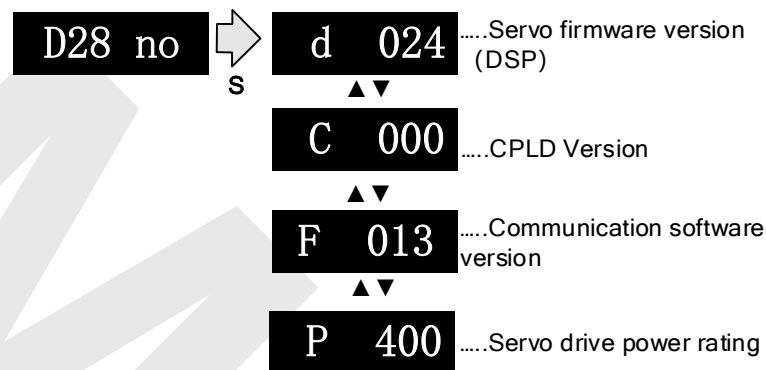 D28 no
d 024 .....Servo firmware version
(DSP)
S
▲▼
C 000 .....CPLD Version
▲▼
F 013 .....Communication software
version
▲▼
P 400 .....Servo drive power rating